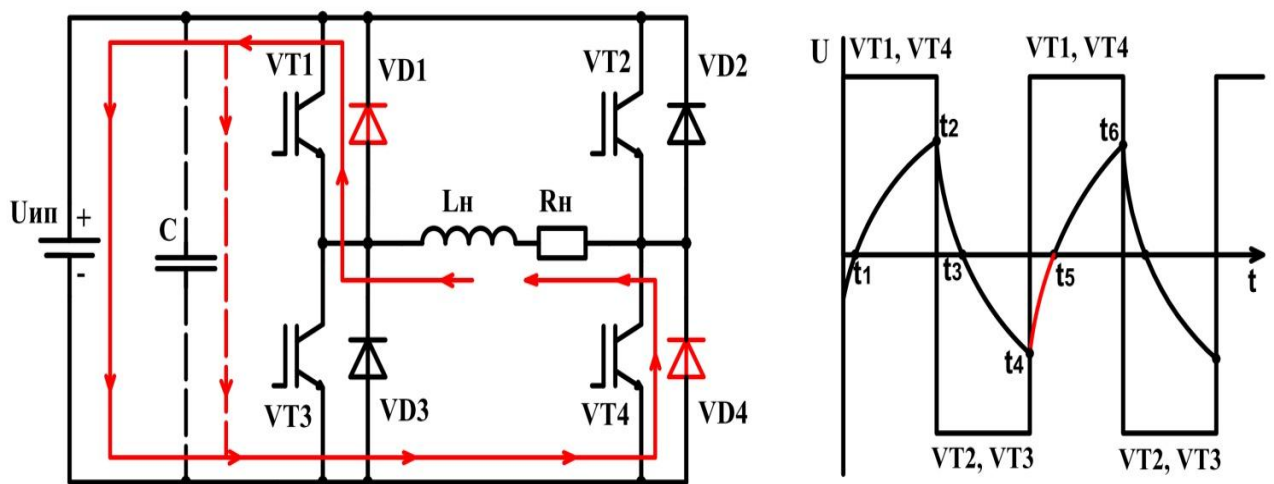 VT1
VD1
VT2
VD2
Uип
+
-
C
Lн
Rн
VT3
VD3
VT4
VD4
U
VT1, VT4
VT1, VT4
t1
t2
t3
t4
t5
t6
t
VT2, VT3
VT2, VT3